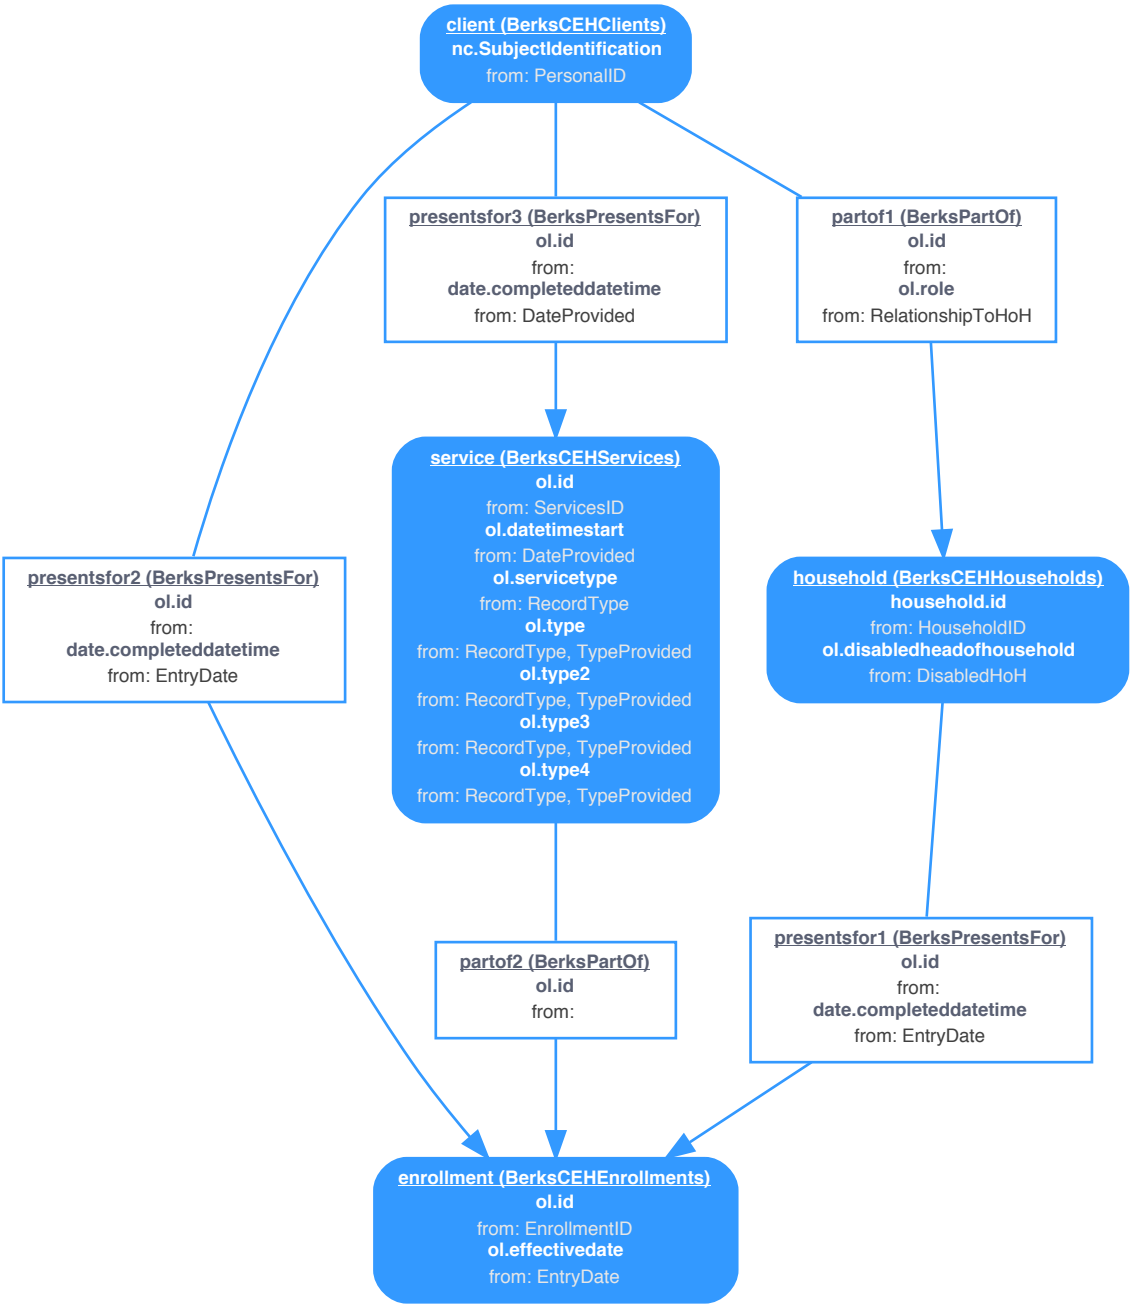 client (BerksCEHClients)
nc.SubjectIdentification
from: PersonalID
presentsfor3 (BerksPresentsFor)
ol.id
from:
date.completeddatetime
from: DateProvided
partof1 (BerksPartOf)
ol.id
from:
ol.role
from: RelationshipToHoH
service (BerksCEHServices)
ol.id
from: ServicesID
ol.datetimestart
from: DateProvided
ol.servicetype
from: RecordType
ol.type
from: RecordType, TypeProvided
ol.type2
from: RecordType, TypeProvided
ol.type3
from: RecordType, TypeProvided
ol.type4
from: RecordType, TypeProvided
presentsfor2 (BerksPresentsFor)
ol.id
from:
date.completeddatetime
from: EntryDate
household (BerksCEHHouseholds)
household.id
from: HouseholdID
ol.disabledheadofhousehold
from: DisabledHoH
partof2 (BerksPartOf)
ol.id
from:
presentsfor1 (BerksPresentsFor)
ol.id
from:
date.completeddatetime
from: EntryDate
enrollment (BerksCEHEnrollments)
ol.id
from: EnrollmentID
ol.effectivedate
from: EntryDate